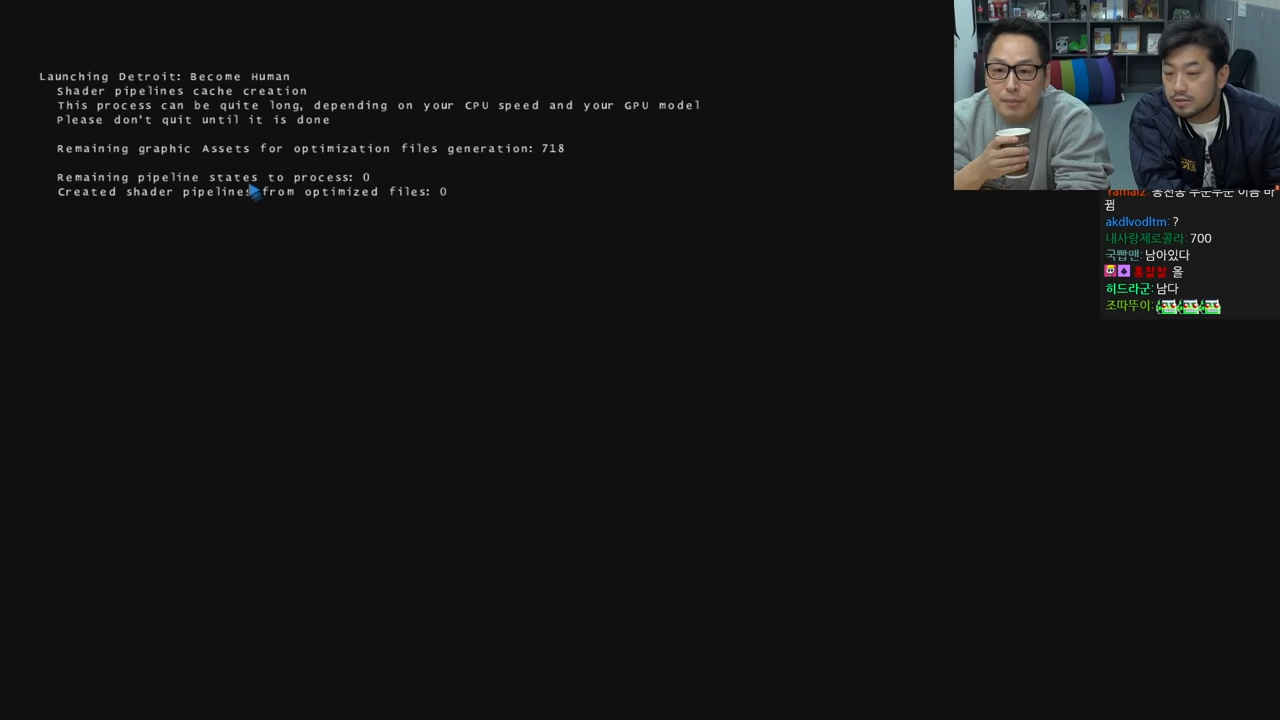 Launching Detroit: Become Human
Shader pipelines cache creation
This process can be quite long, depending on your CPU speed and your GPU model
Please don't quit until it is done
Remaining graphic Assets for optimization files generation: 718
Remaining pipeline states to process: 0
Created shader pipelines from optimized files: 0
뀜
akdlvodltm: ?
내사랑제로콜라: 700
국빱맨: 남아있다
홍찰찰 올
히드라군: 남다
조따뚜이: